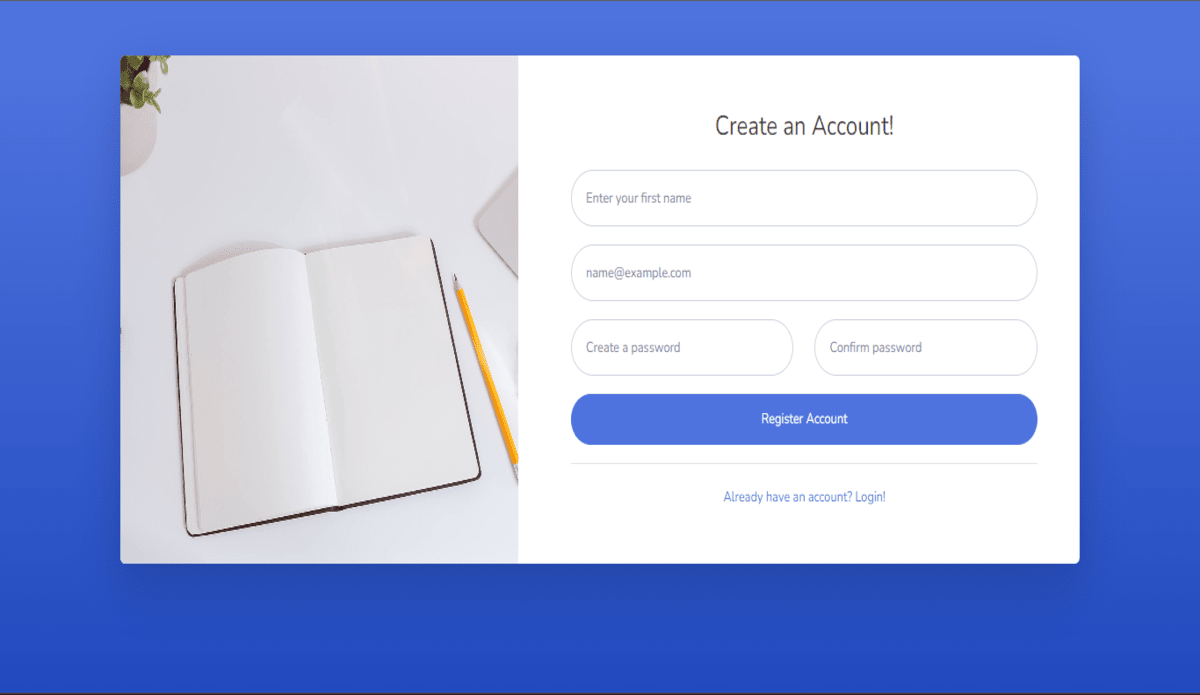 Create an Account!
Enter your first name
name@example.com
Create a password
Confirm password
Register Account
Already have an account? Login!